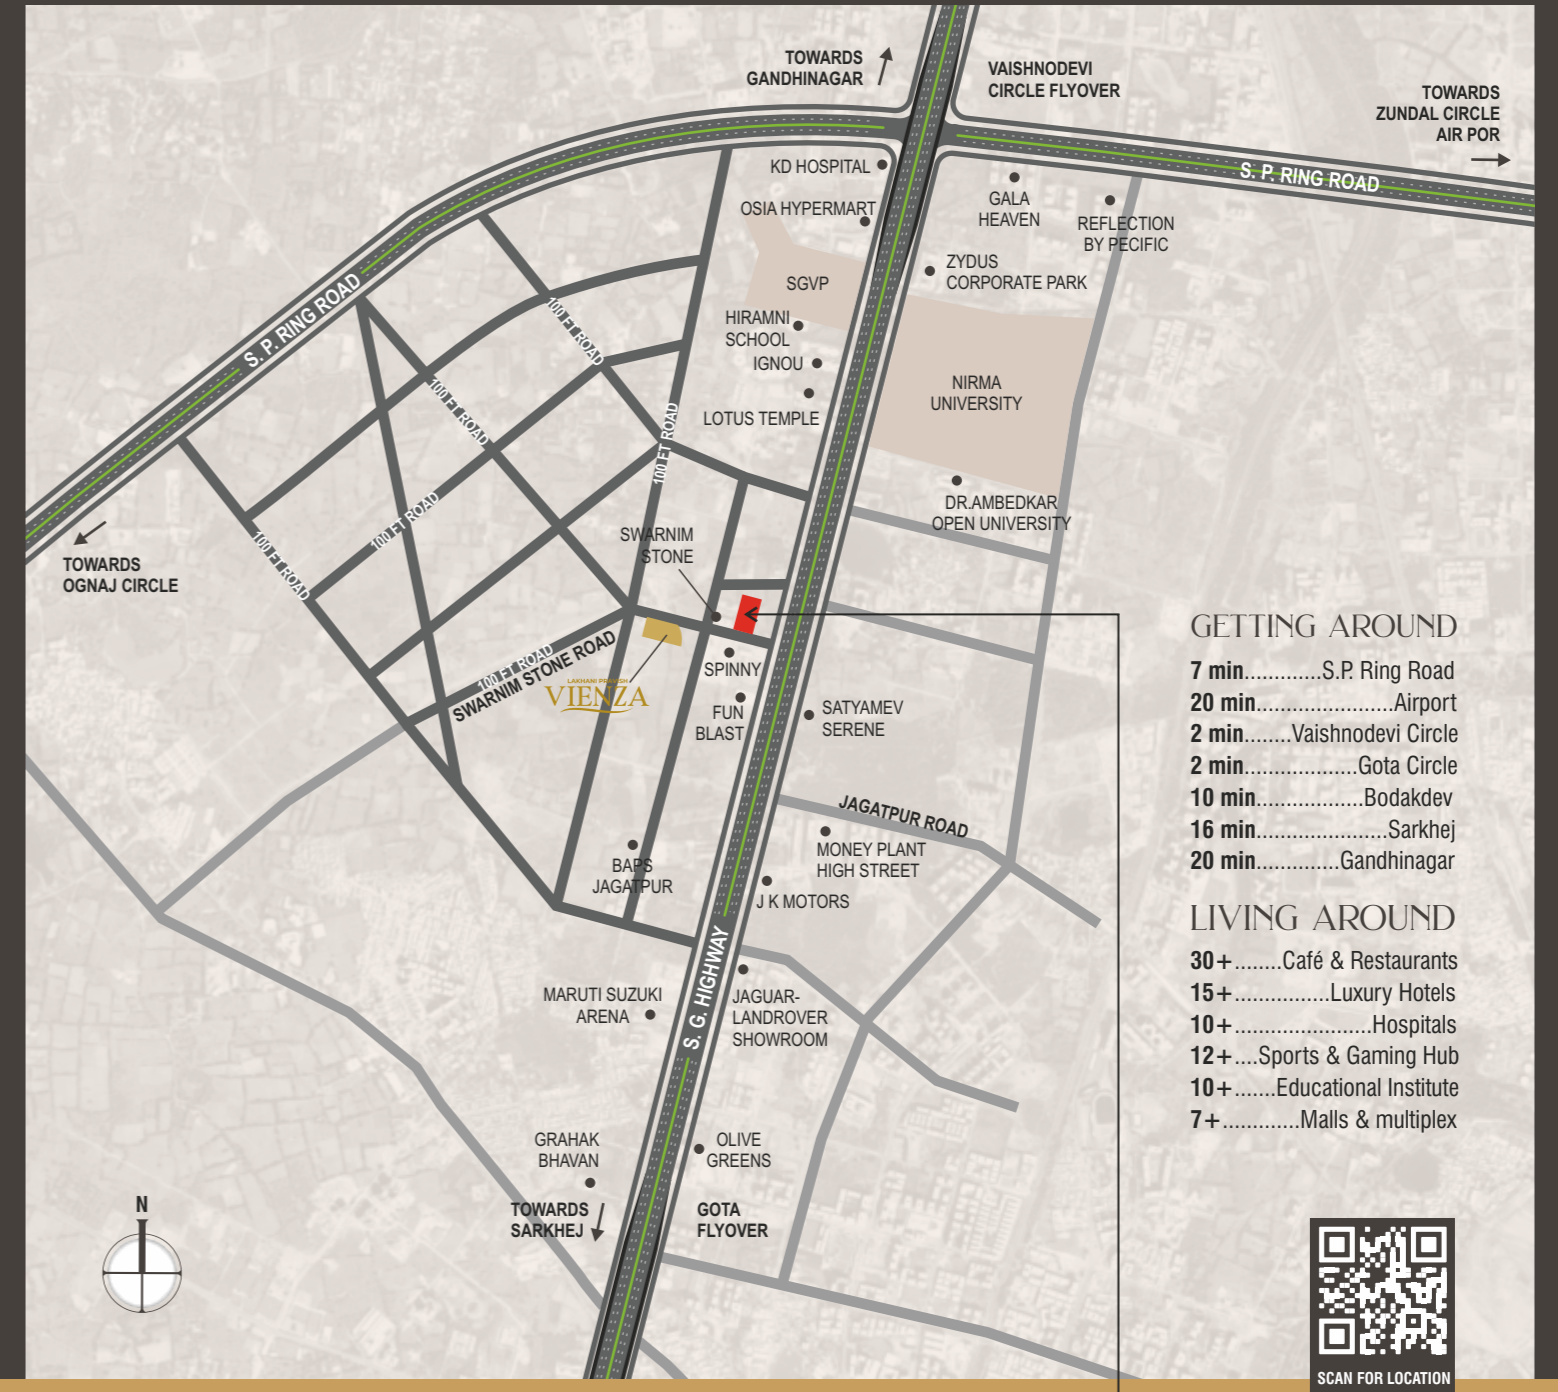 TOWARDS
GANDHINAGAR
VAISHNODEVI
CIRCLE FLYOVER
TOWARDS
ZUNDAL CIRCLE
AIR POR
S. P. RING ROAD
KD HOSPITAL
OSIA HYPERMART
GALA
HEAVEN
REFLECTION
BY PECIFIC
ZYDUS
CORPORATE PARK
SGVP
S. P. RING ROAD
HIRAMNI
SCHOOL
IGNOU
LOTUS TEMPLE
NIRMA
UNIVERSITY
100 FT ROAD
100 FT ROAD
100 FT ROAD
100 FT ROAD
100 FT ROAD
DR.AMBEDKAR
OPEN UNIVERSITY
SWARNIM
STONE
TOWARDS
OGNAJ CIRCLE
100 FT ROAD
SWARNIM STONE ROAD
LAKHANI PRAKASH
VIENZA
SPINNY
FUN
BLAST
SATYAMEV
SERENE
JAGATPUR ROAD
MONEY PLANT
HIGH STREET
BAPS
JAGATPUR
J K MOTORS
S. G. HIGHWAY
MARUTI SUZUKI
ARENA
JAGUAR-
LANDROVER
SHOWROOM
GRAHAK
BHAVAN
OLIVE
GREENS
TOWARDS
SARKHEJ
GOTA
FLYOVER
N
GETTING AROUND
7 min.............S.P. Ring Road
20 min.......................Airport
2 min........Vaishnodevi Circle
2 min...................Gota Circle
10 min..................Bodakdev
16 min......................Sarkhej
20 min..............Gandhinagar
LIVING AROUND
30+........Café & Restaurants
15+................Luxury Hotels
10+.......................Hospitals
12+....Sports & Gaming Hub
10+.......Educational Institute
7+.............Malls & multiplex
SCAN FOR LOCATION